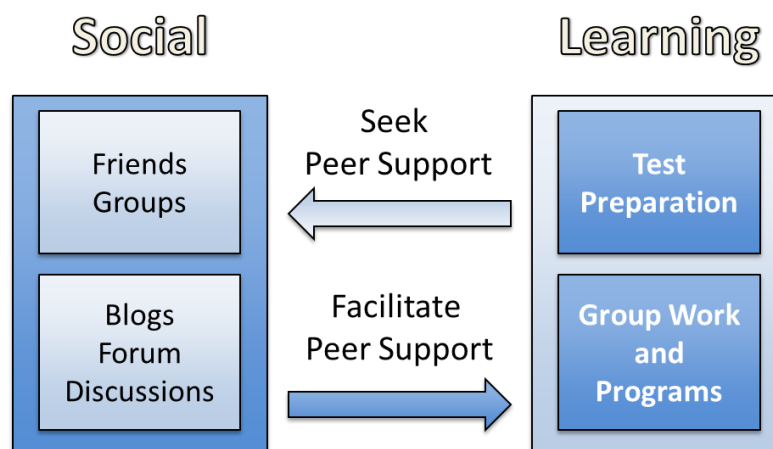 Social
Learning
Friends
Groups
Seek
Peer Support
Test
Preparation
Blogs
Forum
Discussions
Facilitate
Peer Support
Group Work
and
Programs